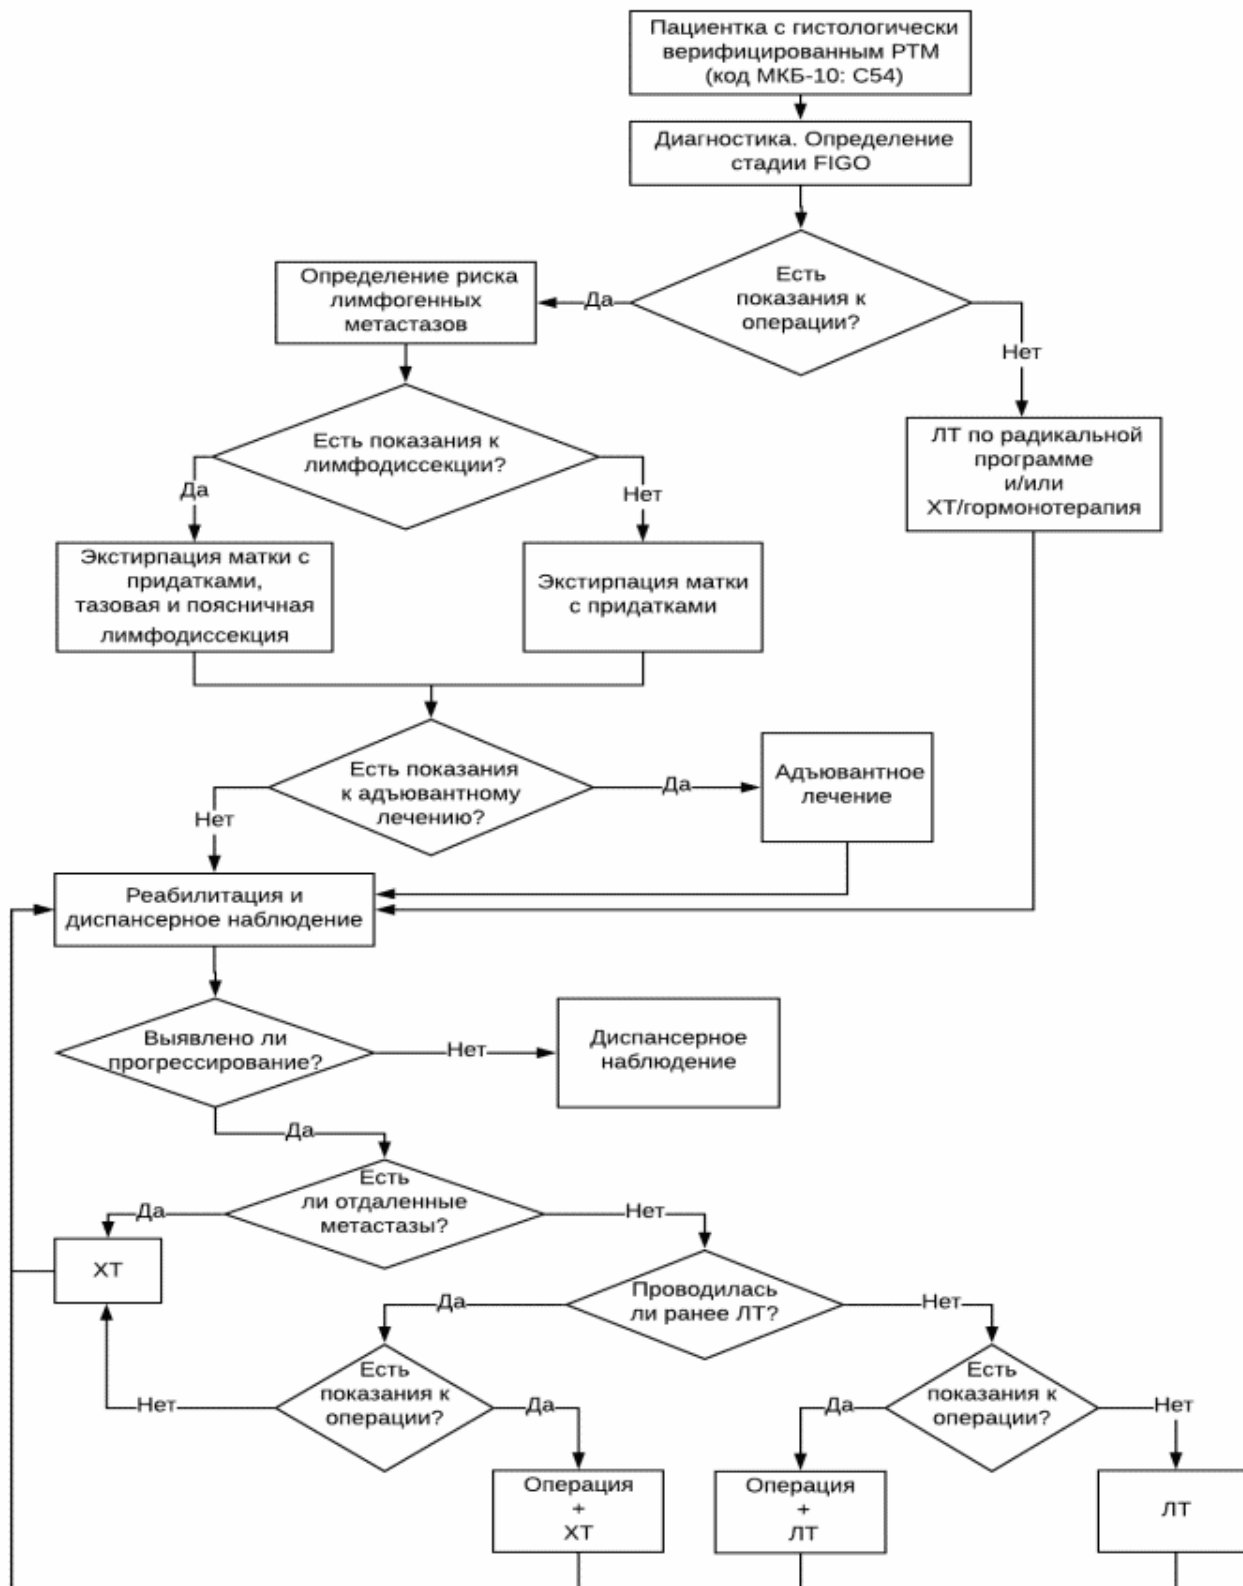 Пациентка с гистологически
верифицированным РТМ
(код МКБ-10: С54)
Диагностика. Определение
стадии FIGO
Есть
показания к
операции?
Да
Нет
Определение риска
лимфогенных
метастазов
Есть показания к
лимфодиссекции?
Да
Нет
ЛТ по радикальной
программе
и/или
ХТ/гормонотерапия
Экстирпация матки с
придатками,
тазовая и поясничная
лимфодиссекция
Экстирпация матки
с придатками
Есть показания
к адъювантному
лечению?
Да
Нет
Адъювантное
лечение
Реабилитация и
диспансерное наблюдение
Выявлено ли
прогрессирование?
Нет
Диспансерное
наблюдение
Да
Есть
ли отдаленные
метастазы?
Да
Нет
ХТ
Проводилась
ли ранее ЛТ?
Да
Нет
Есть
показания к
операции?
Нет
Да
Есть
показания к
операции?
Да
Нет
Операция
+
ХТ
Операция
+
ЛТ
ЛТ